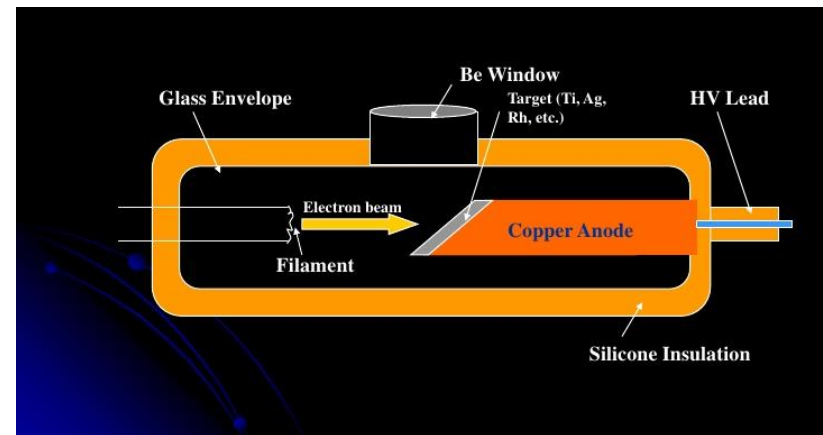 Be Window
Glass Envelope
Target (Ti, Ag,
Rh, etc.)
HV Lead
Electron beam
Copper Anode
Filament
Silicone Insulation